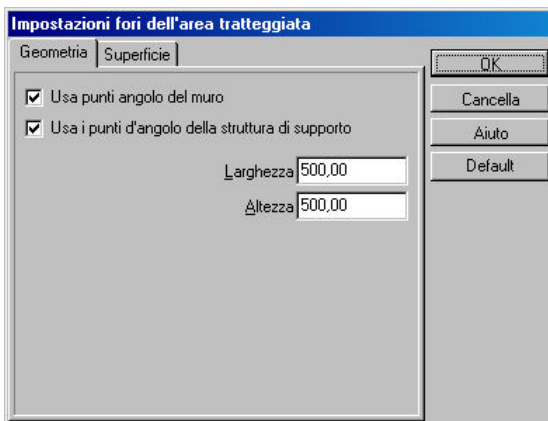 Impostazioni fori dell'area tratteggiata
Geometria
Superficie
Usa punti angolo del muro
Usa i punti d'angolo della struttura di supporto
Larghezza 500,00
Altezza 500,00
OK
Cancella
Aiuto
Default